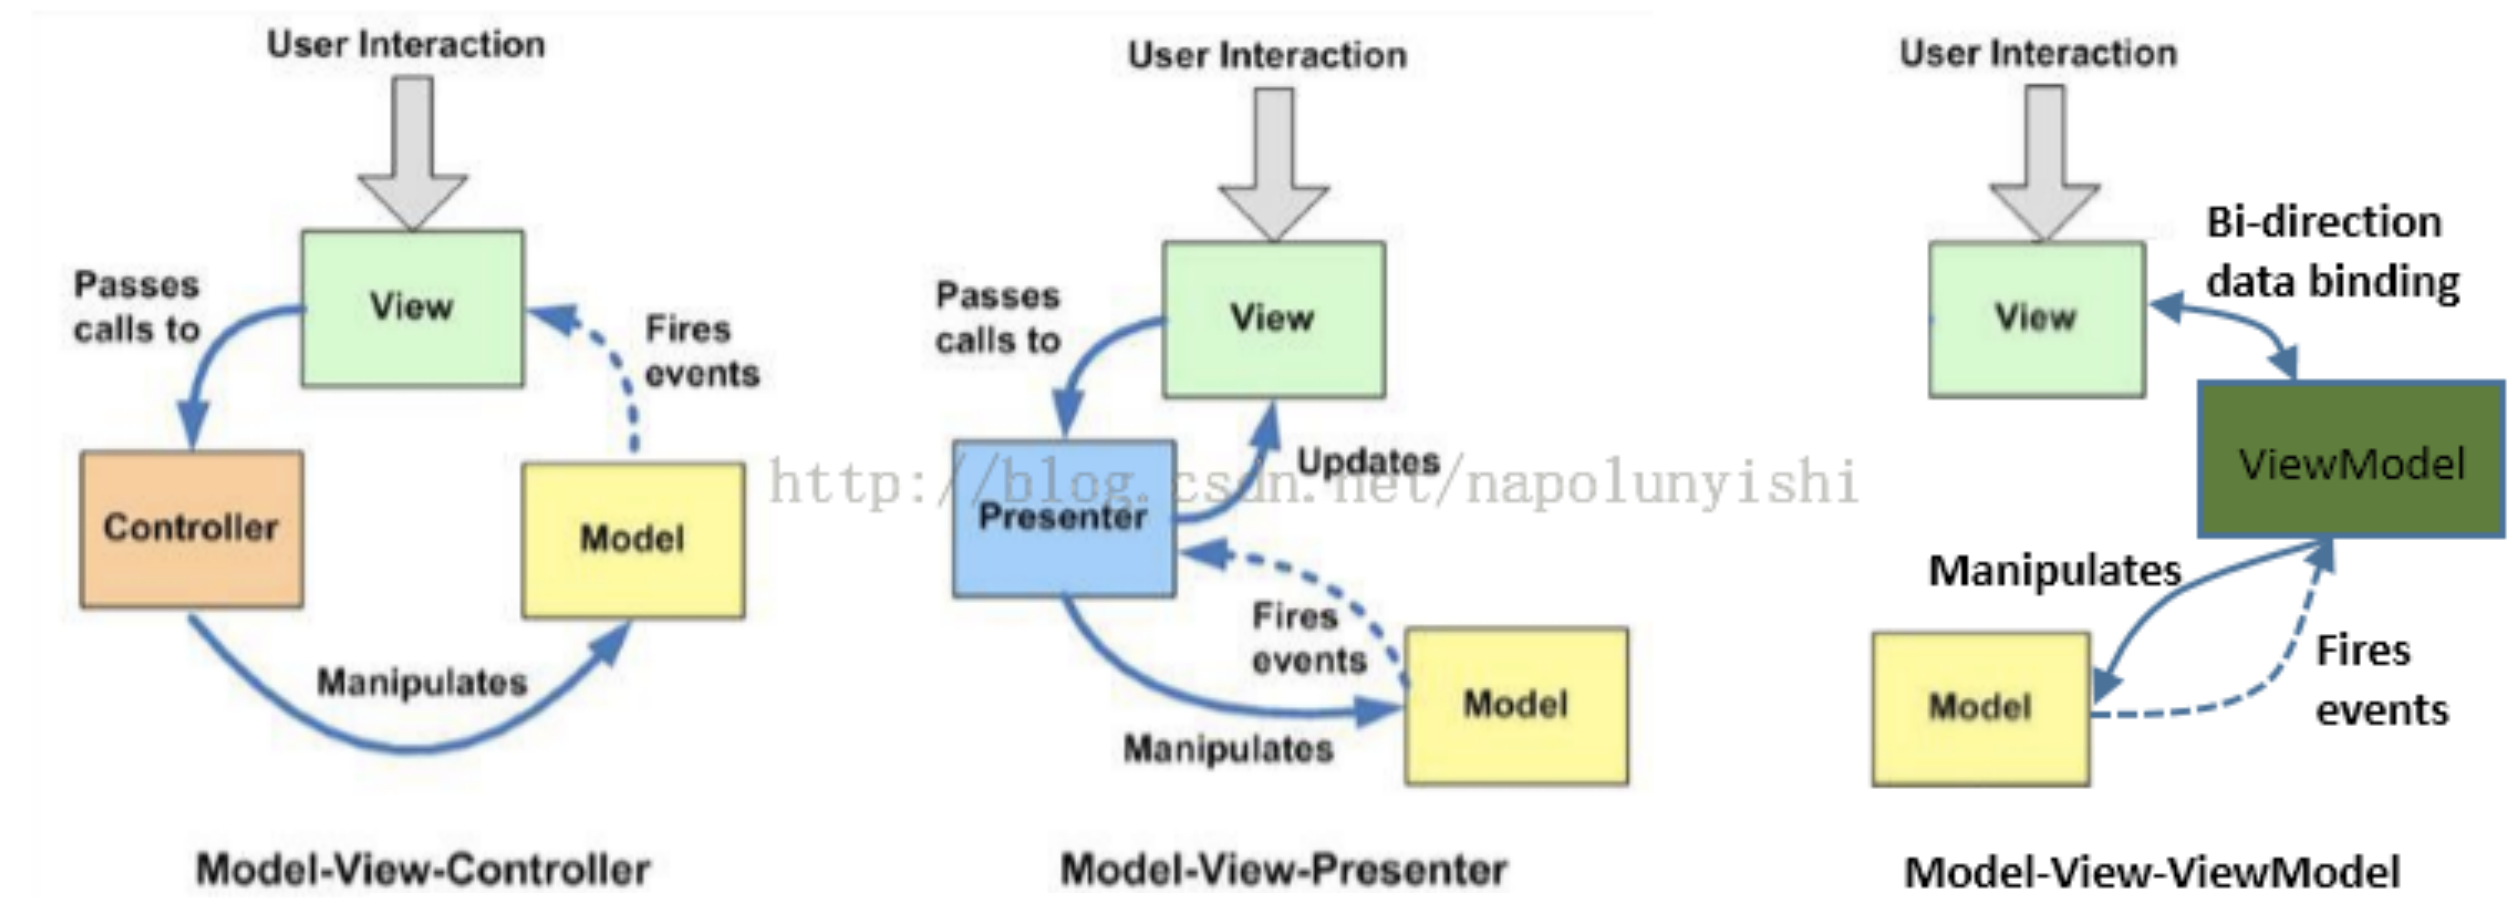 User Interaction
Passes
calls to
View
Fires
events
Controller
Model
Manipulates
Model-View-Controller
User Interaction
Passes
calls to
View
Updates
Presenter
Fires
events
Model
Manipulates
Model-View-Presenter
http://blog.csdn.net/napolunyishi
User Interaction
Bi-direction
data binding
View
ViewModel
Manipulates
Fires
events
Model
Model-View-ViewModel